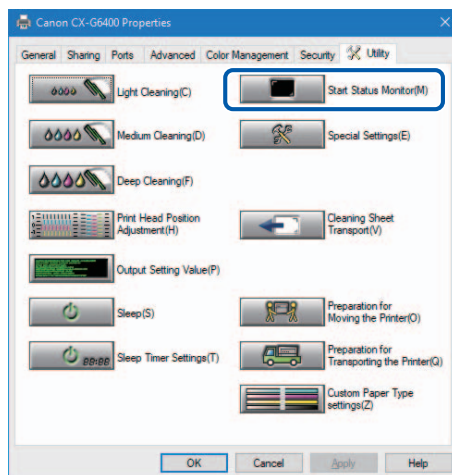 Canon CX-G6400 Properties
General Sharing Ports Advanced Color Management Security Utility
Light Cleaning(C)
Start Status Monitor(M)
Medium Cleaning(D)
Special Settings(E)
Deep Cleaning(F)
Print Head Position
Adjustment(H)
Cleaning Sheet
Transport(V)
Output Setting Value(P)
Sleep(S)
Preparation for
Moving the Printer(O)
88:88
Sleep Timer Settings(T)
Preparation for
Transporting the Printer(Q)
Custom Paper Type
settings(Z)
OK Cancel Apply Help